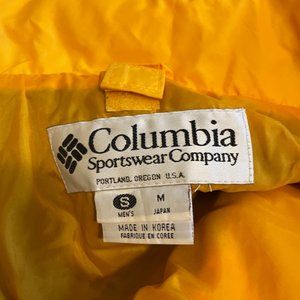 Columbia
Sportswear Company
PORTLAND, OREGON U.S.A.
S M
MEN'S JAPAN
MADE IN KOREA
FABRIQUE EN COREE